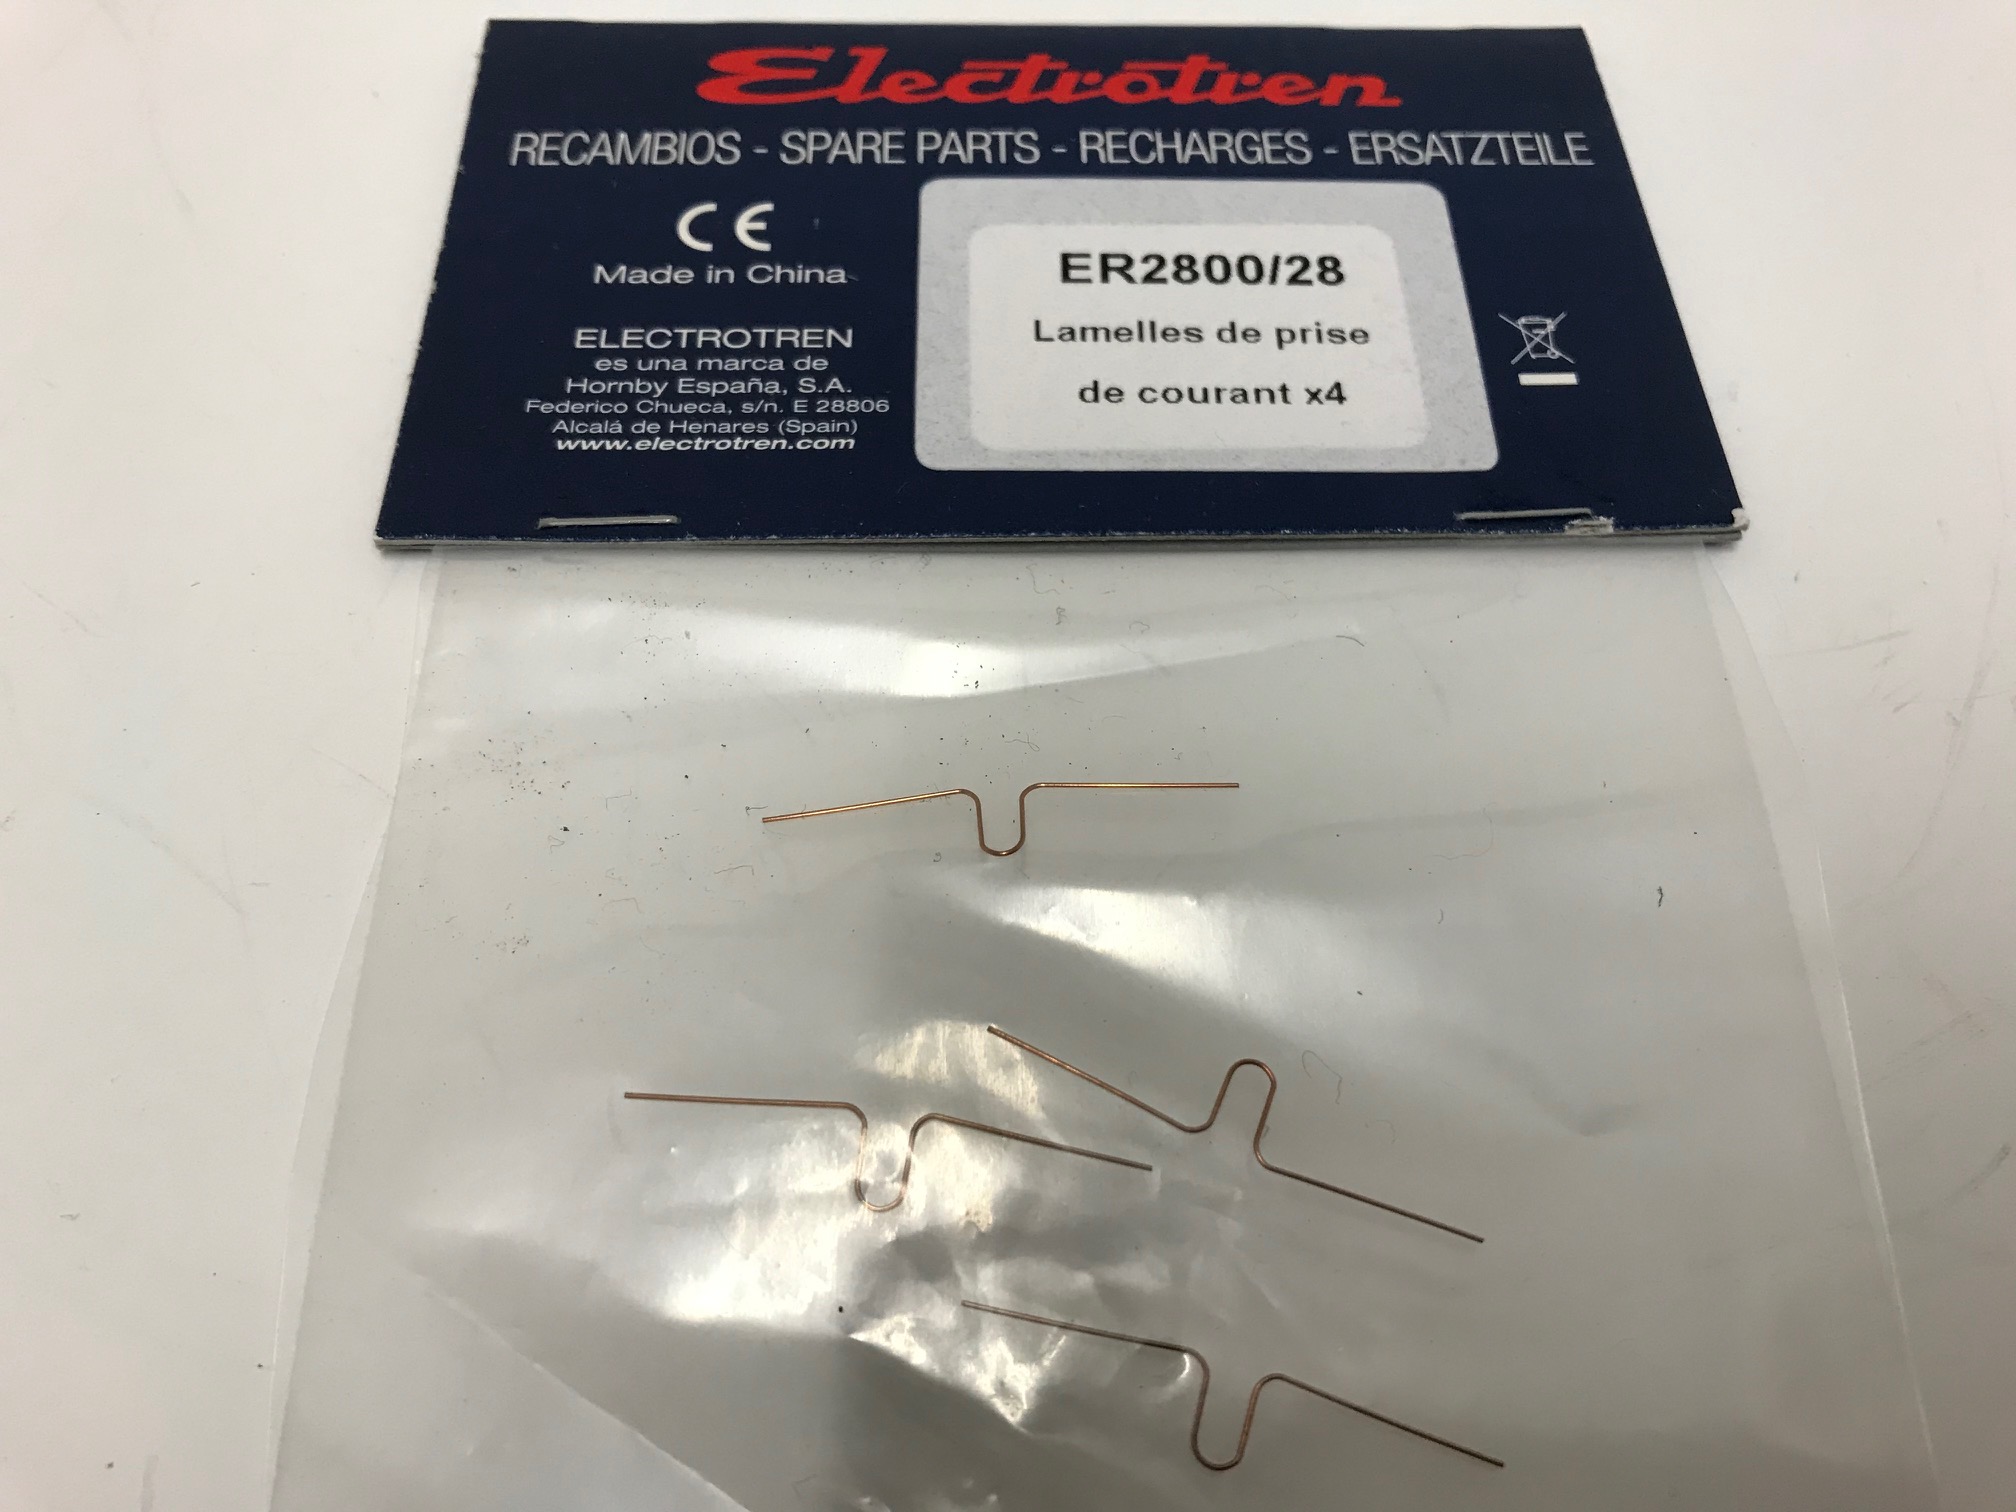 Electrotren
RECAMBIOS - SPARE PARTS - RECHARGES - ERSATZTEILE
CE
Made in China
ELECTROTREN
es una marca de
Hornby España, S.A.
Federico Chueca, s/n. E 28806
Alcalá de Henares (Spain)
www.electrotren.com
ER2800/28
Lamelles de prise
de courant x4